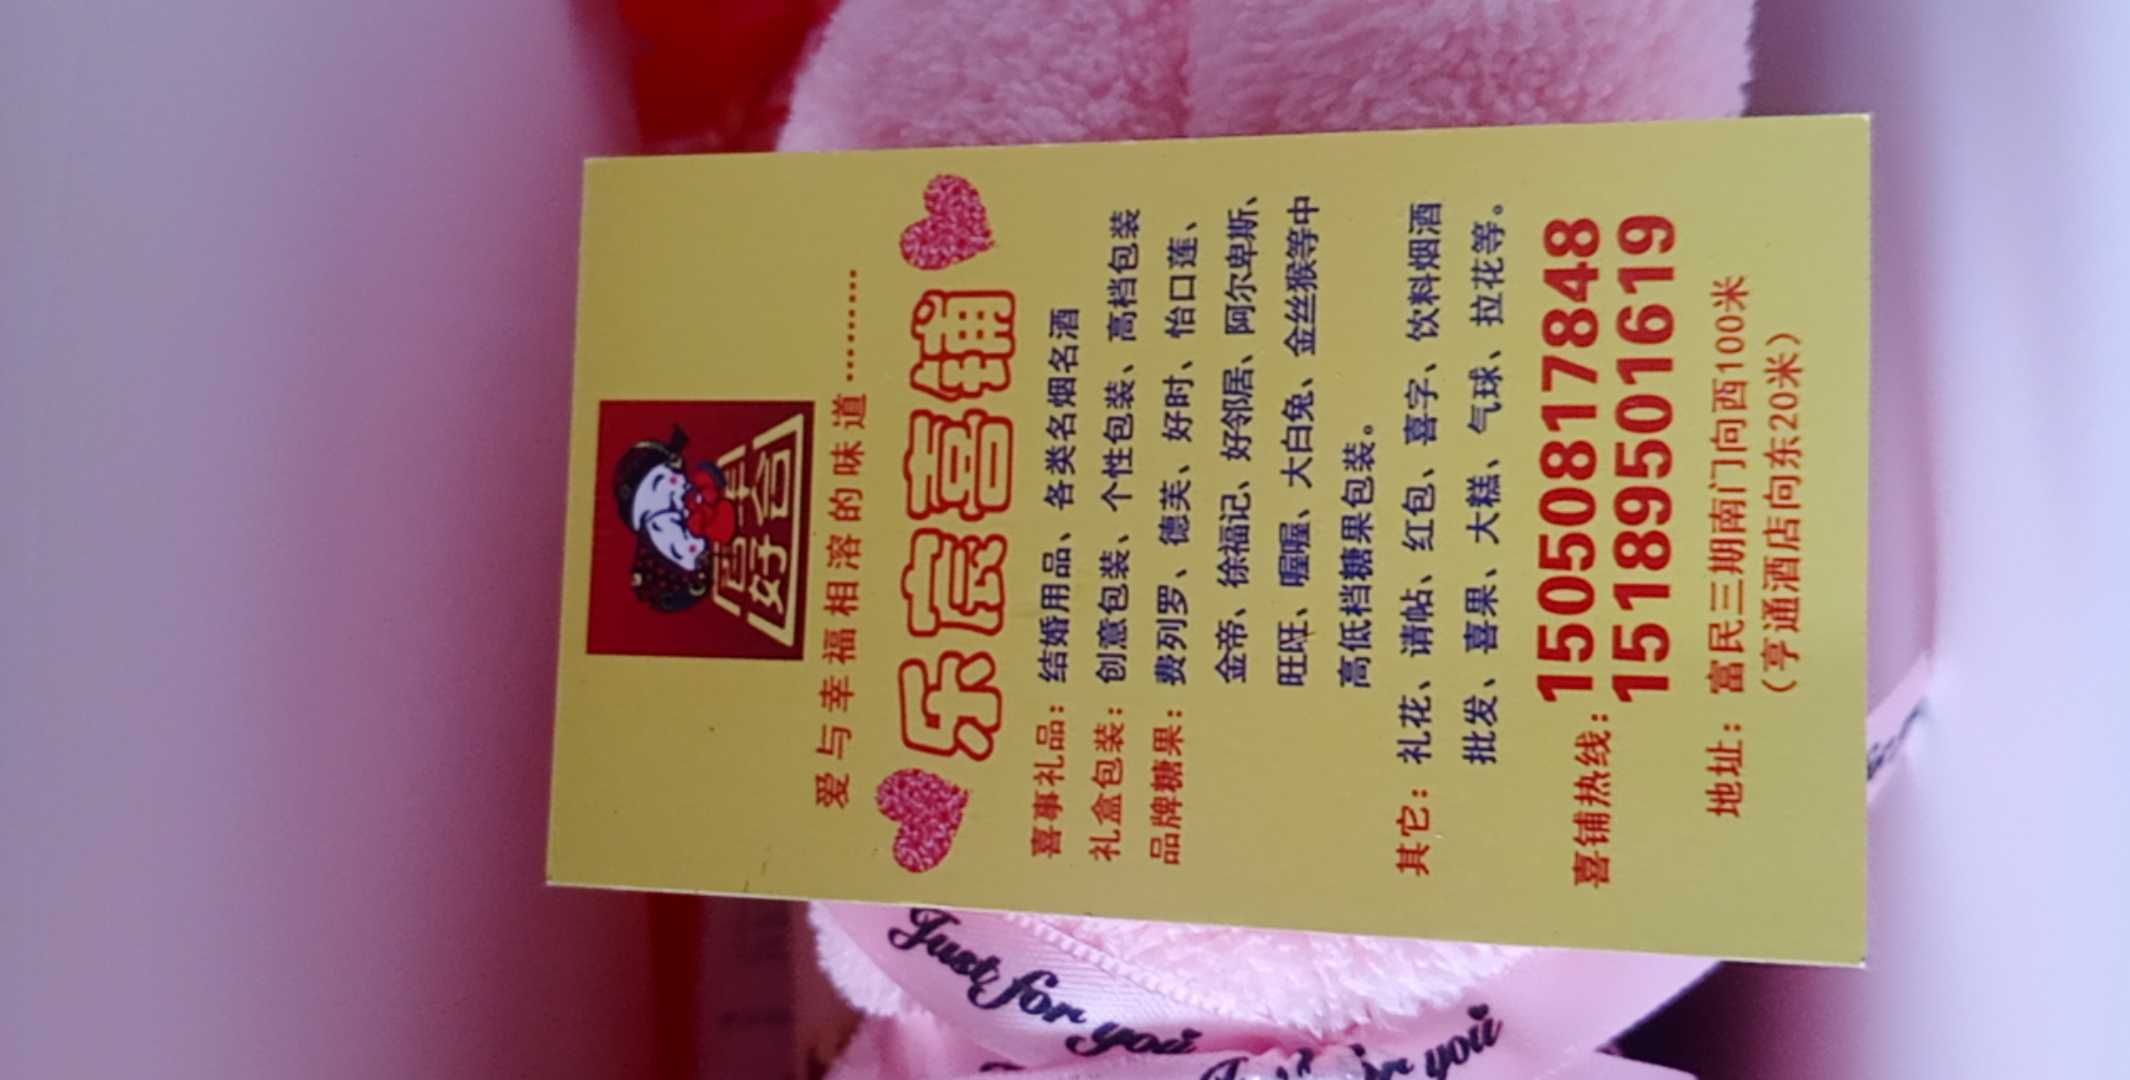 喜铺
好合
爱与幸福相溶的味道………
乐宸喜铺
喜事礼品：结婚用品、各类名烟名酒
礼盒包装：创意包装、个性包装、高档包装
品牌糖果：费列罗、德芙、好时、怡口莲、
金帝、徐福记、好邻居、阿尔卑斯、
旺旺、喔喔、大白兔、金丝猴等中
高低档糖果包装。
其它：礼花、请帖、红包、喜字、饮料烟酒
批发、喜果、大糕、气球、拉花等。
喜铺热线：15050817848
15189501619
地址：富民三期南门向西100米
（亨通酒店向东20米）
Just for you
for you